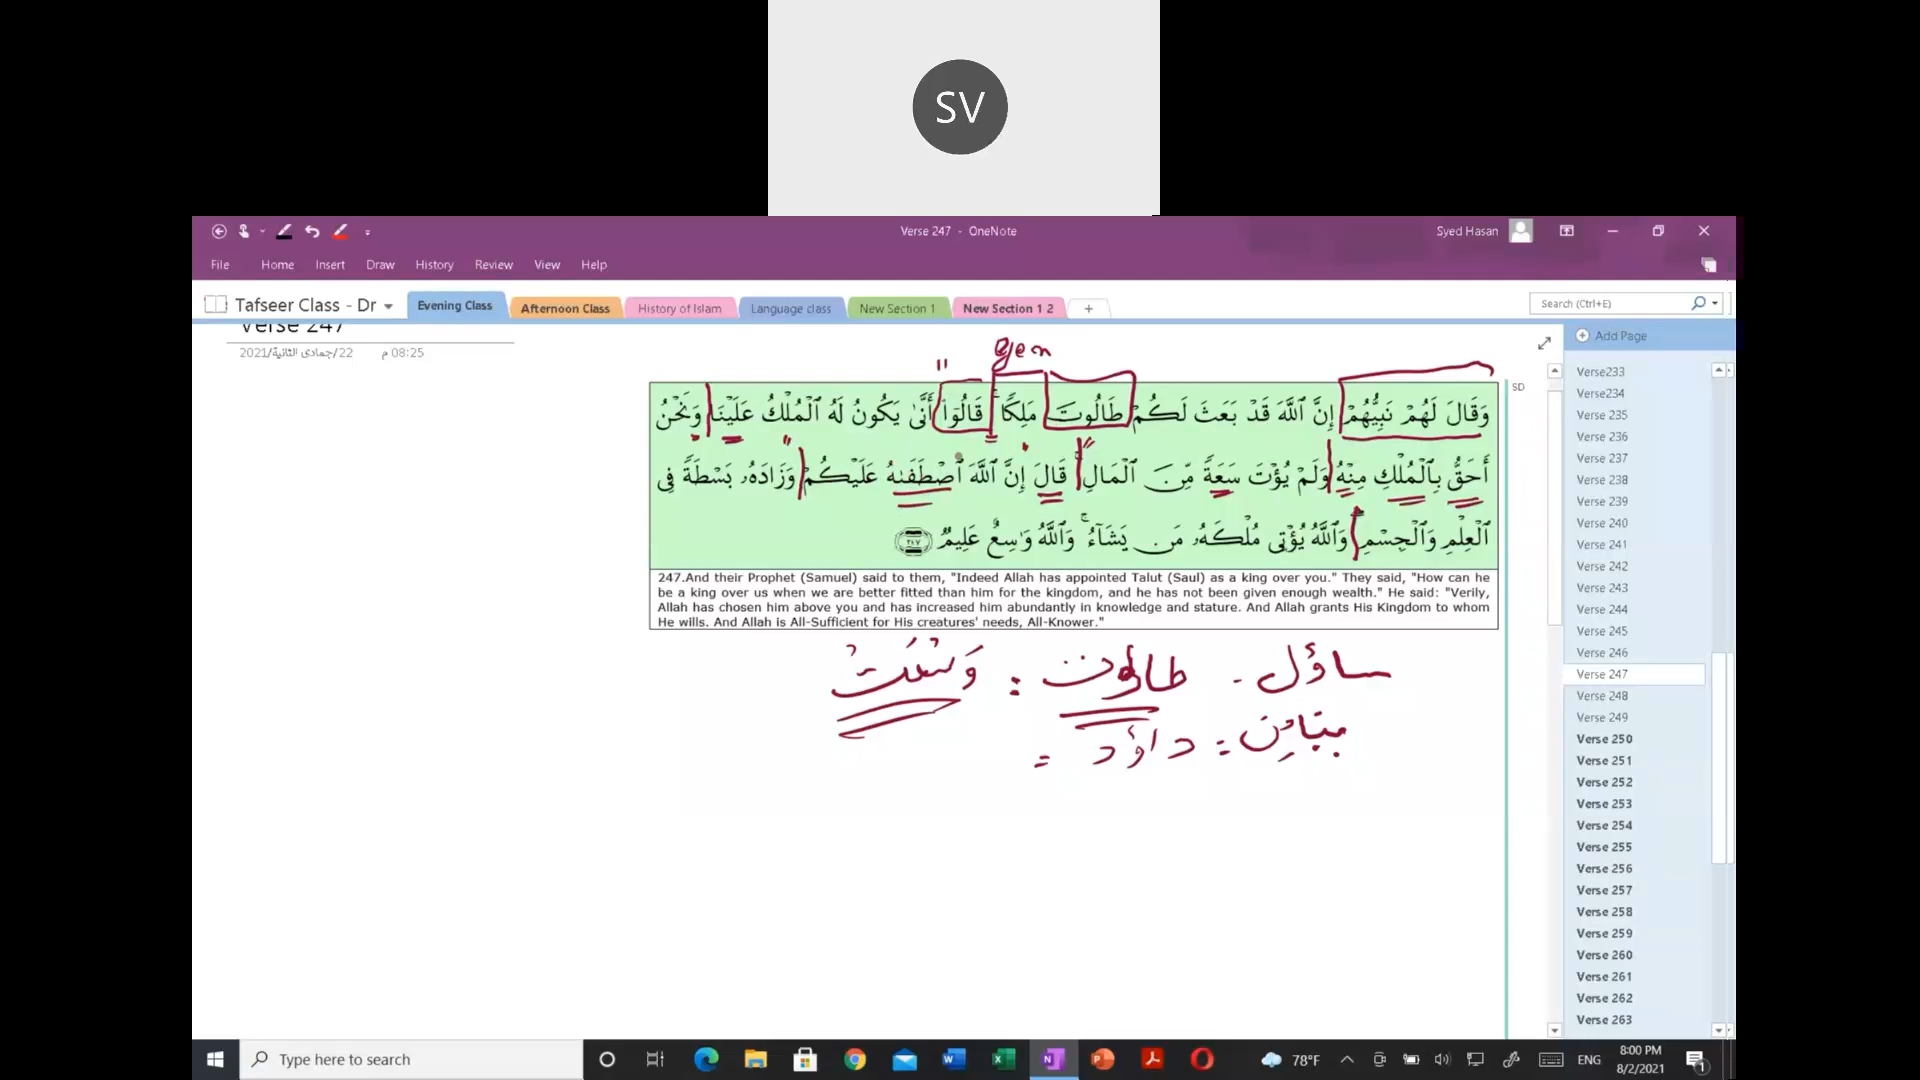 SV
Verse 247 - OneNote
Syed Hasan
File Home Insert Draw History Review View Help
Tafseer Class - Dr
Evening Class Afternoon Class History of Islam Language class New Section 1 New Section 1 2 +
Search (Ctrl+E)
Verse 247
22/جمادى الثانية/2021 08:25 م
Add Page
Verse233
Verse234
Verse 235
Verse 236
Verse 237
Verse 238
Verse 239
Verse 240
Verse 241
Verse 242
Verse 243
Verse 244
Verse 245
Verse 246
Verse 247
Verse 248
Verse 249
Verse 250
Verse 251
Verse 252
Verse 253
Verse 254
Verse 255
Verse 256
Verse 257
Verse 258
Verse 259
Verse 260
Verse 261
Verse 262
Verse 263
SD
وَقَالَ لَهُمْ نَبِيُّهُمْ إِنَّ ٱللَّهَ قَدْ بَعَثَ لَكُمْ طَالُوتَ مَلِكًا ۚ قَالُوٓا۟ أَنَّىٰ يَكُونُ لَهُ ٱلْمُلْكُ عَلَيْنَا وَنَحْنُ
أَحَقُّ بِٱلْمُلْكِ مِنْهُ وَلَمْ يُؤْتَ سَعَةً مِّنَ ٱلْمَالِ ۚ قَالَ إِنَّ ٱللَّهَ ٱصْطَفَىٰهُ عَلَيْكُمْ وَزَادَهُۥ بَسْطَةً فِى
ٱلْعِلْمِ وَٱلْجِسْمِ ۖ وَٱللَّهُ يُؤْتِى مُلْكَهُۥ مَن يَشَآءُ ۚ وَٱللَّهُ وَٰسِعٌ عَلِيمٌ ٢٤٧
247.And their Prophet (Samuel) said to them, "Indeed Allah has appointed Talut (Saul) as a king over you." They said, "How can he
be a king over us when we are better fitted than him for the kingdom, and he has not been given enough wealth." He said: "Verily,
Allah has chosen him above you and has increased him abundantly in knowledge and stature. And Allah grants His Kingdom to whom
He wills. And Allah is All-Sufficient for His creatures' needs, All-Knower."
ساؤل - طالوت :
داؤد =
Type here to search
78°F
ENG
8:00 PM
8/2/2021
1